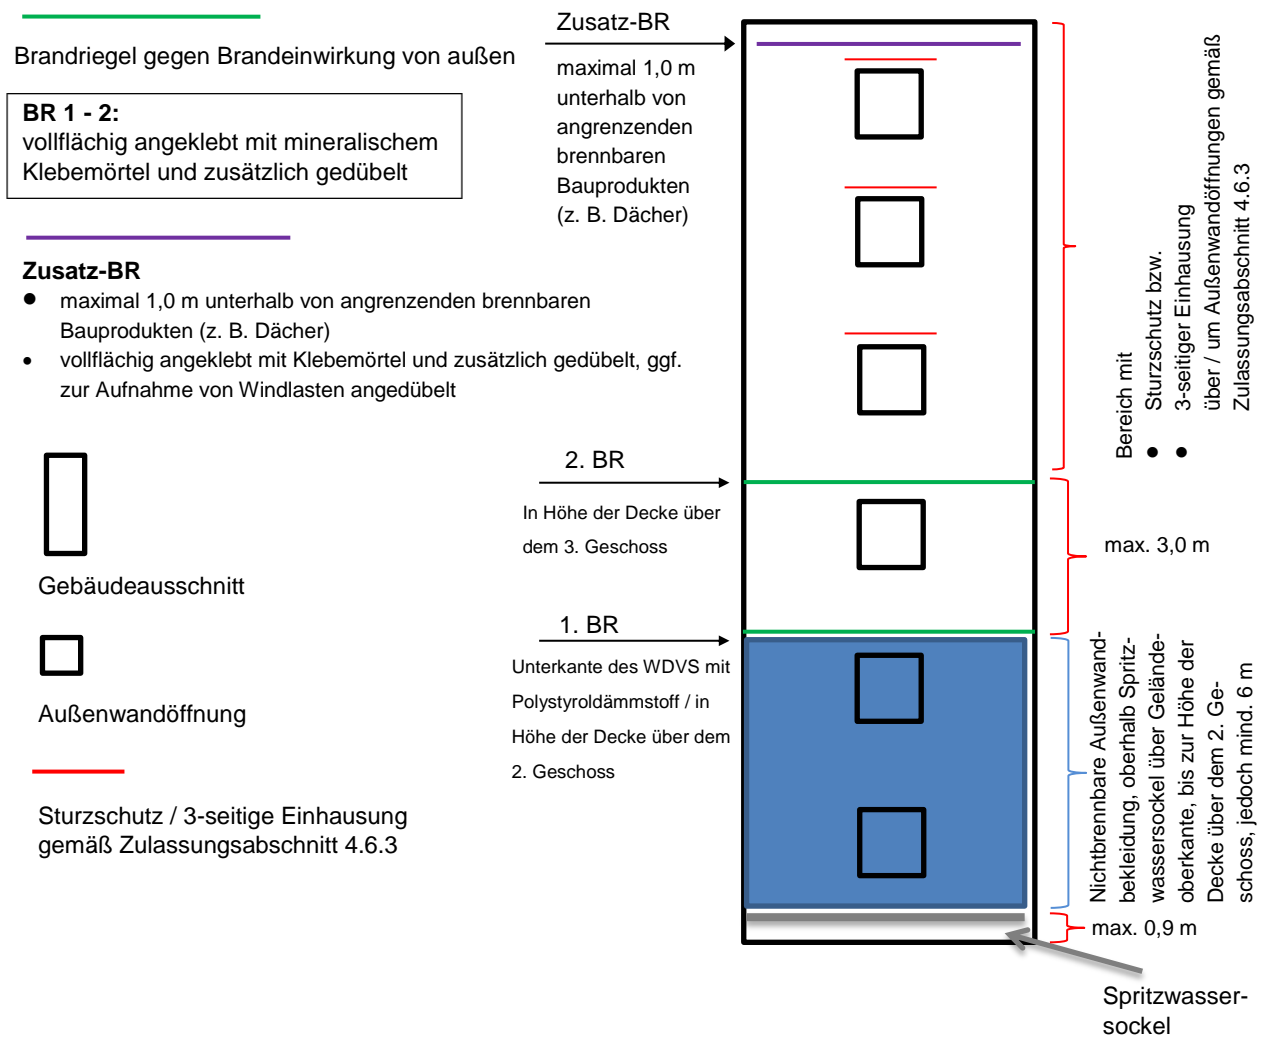 Brandriegel gegen Brandeinwirkung von außen
BR 1 - 2:
vollflächig angeklebt mit mineralischem
Klebemörtel und zusätzlich gedübelt
Zusatz-BR
● maximal 1,0 m unterhalb von angrenzenden brennbaren
Bauprodukten (z. B. Dächer)
● vollflächig angeklebt mit Klebemörtel und zusätzlich gedübelt, ggf.
zur Aufnahme von Windlasten angedübelt
Gebäudeausschnitt
Außenwandöffnung
Sturzschutz / 3-seitige Einhausung
gemäß Zulassungsabschnitt 4.6.3
Zusatz-BR
maximal 1,0 m
unterhalb von
angrenzenden
brennbaren
Bauprodukten
(z. B. Dächer)
2. BR
In Höhe der Decke über
dem 3. Geschoss
1. BR
Unterkante des WDVS mit
Polystyroldämmstoff / in
Höhe der Decke über dem
2. Geschoss
Bereich mit
● Sturzschutz bzw.
● 3-seitiger Einhausung
über / um Außenwandöffnungen gemäß
Zulassungsabschnitt 4.6.3
max. 3,0 m
Nichtbrennbare Außenwand-
bekleidung, oberhalb Spritz-
wassersockel über Gelände-
oberkante, bis zur Höhe der
Decke über dem 2. Ge-
schoss, jedoch mind. 6 m
max. 0,9 m
Spritzwasser-
sockel